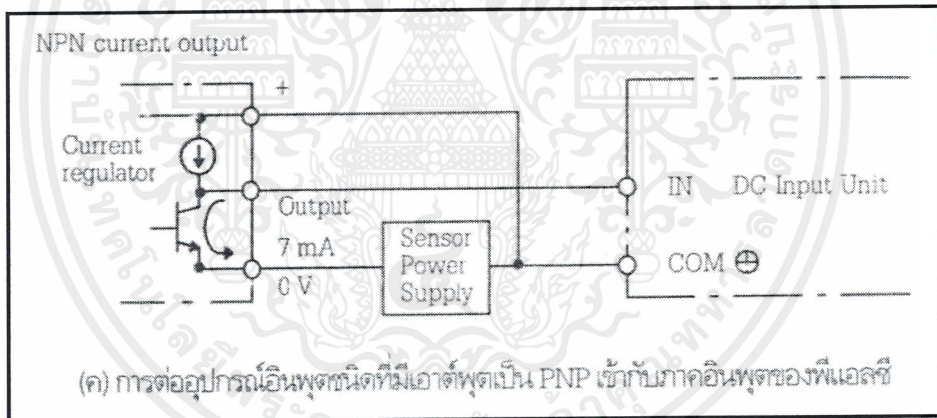 NPN current output
+
Current
regulator
Output
7 mA
0 V
Sensor
Power
Supply
IN DC Input Unit
COM ⊕
(ค) การต่ออุปกรณ์อินพุตชนิดที่มีเอาต์พุตเป็น PNP เข้ากับภาคอินพุตของพีแอลซี